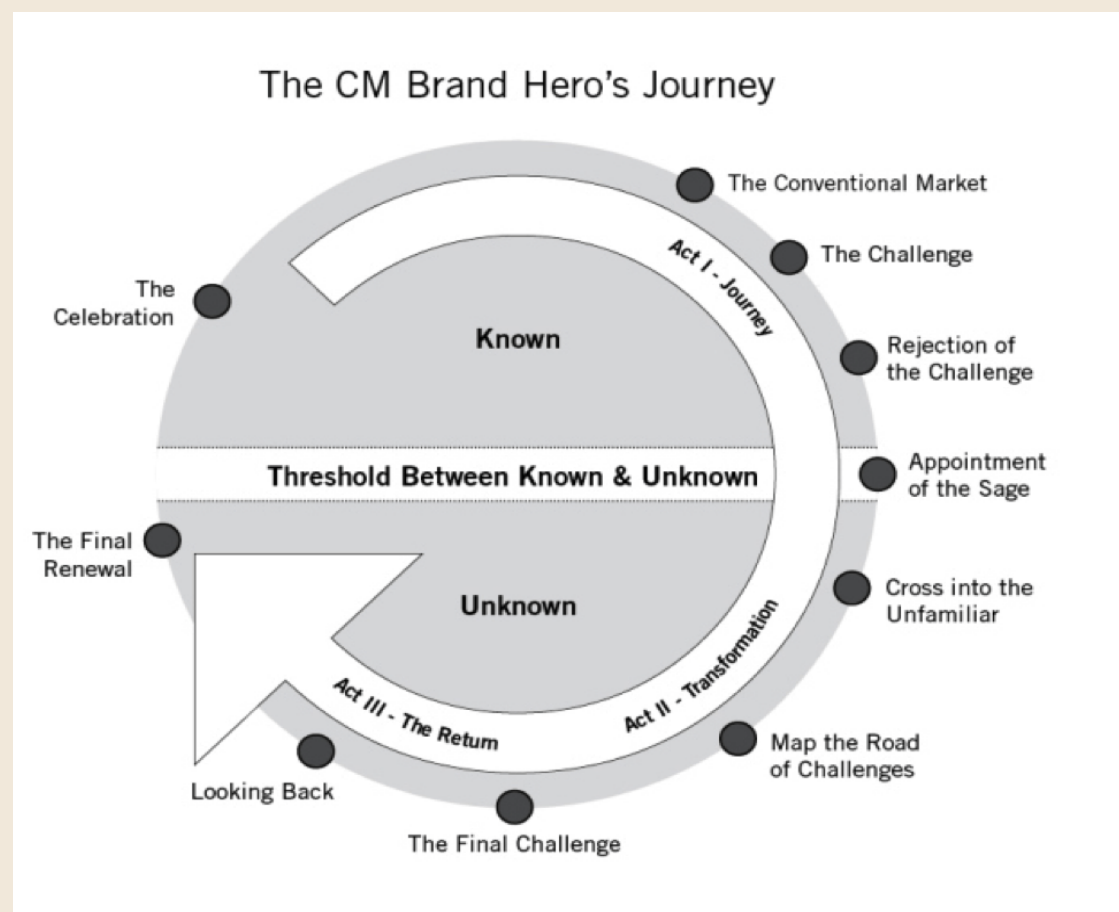 The CM Brand Hero's Journey
The Conventional Market
The Challenge
Act I - Journey
Rejection of
the Challenge
The
Celebration
Known
Threshold Between Known & Unknown
Appointment
of the Sage
The Final
Renewal
Unknown
Cross into the
Unfamiliar
Act II - Transformation
Act III - The Return
Map the Road
of Challenges
Looking Back
The Final Challenge